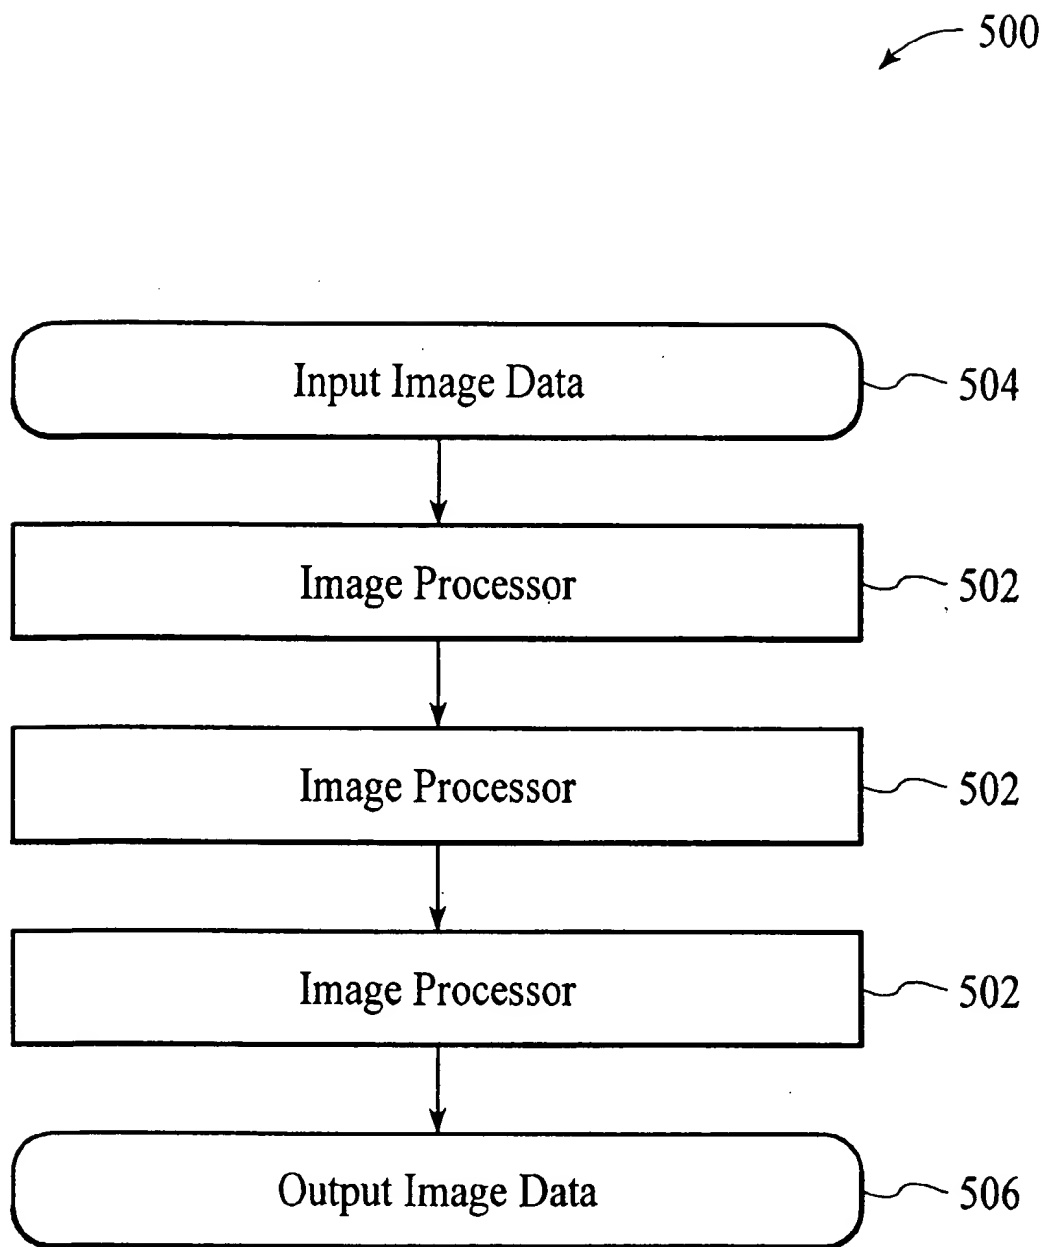 500
Input Image Data
504
Image Processor
502
Image Processor
502
Image Processor
502
Output Image Data
506